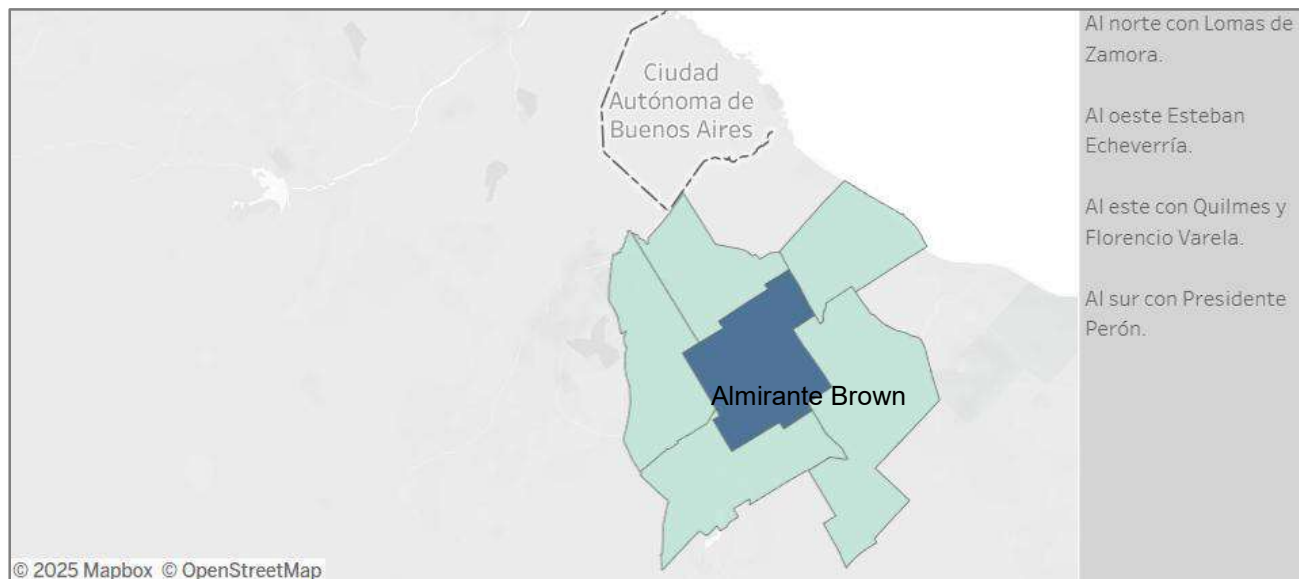 Ciudad
Autónoma de
Buenos Aires
Almirante Brown
© 2025 Mapbox © OpenStreetMap
Al norte con Lomas de
Zamora.
Al oeste Esteban
Echeverría.
Al este con Quilmes y
Florencio Varela.
Al sur con Presidente
Perón.